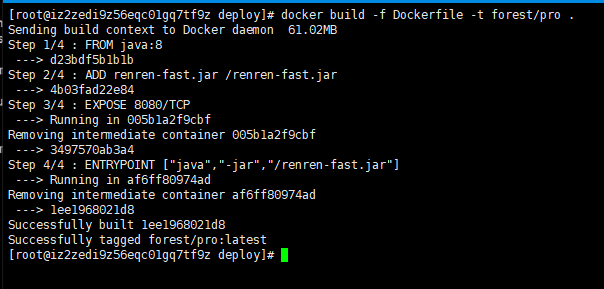 [root@iz2zedi9z56eqc01gq7tf9z deploy]# docker build -f Dockerfile -t forest/pro .
Sending build context to Docker daemon  61.02MB
Step 1/4 : FROM java:8
 ---> d23bdf5b1b1b
Step 2/4 : ADD renren-fast.jar /renren-fast.jar
 ---> 4b03fad22e84
Step 3/4 : EXPOSE 8080/TCP
 ---> Running in 005b1a2f9cbf
Removing intermediate container 005b1a2f9cbf
 ---> 3497570ab3a4
Step 4/4 : ENTRYPOINT ["java","-jar","/renren-fast.jar"]
 ---> Running in af6ff80974ad
Removing intermediate container af6ff80974ad
 ---> 1ee1968021d8
Successfully built 1ee1968021d8
Successfully tagged forest/pro:latest
[root@iz2zedi9z56eqc01gq7tf9z deploy]#